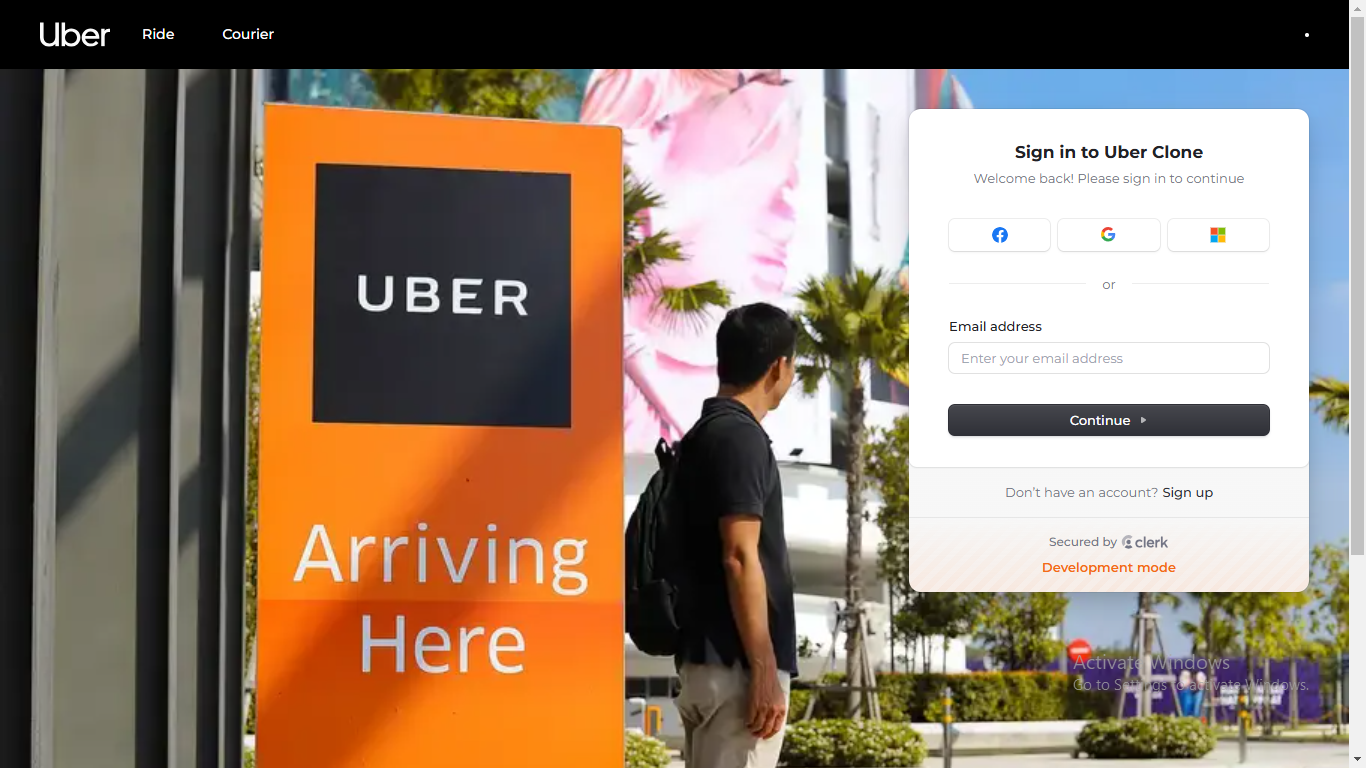 Uber
Ride
Courier
UBER
Arriving
Here
Sign in to Uber Clone
Welcome back! Please sign in to continue
or
Email address
Enter your email address
Continue
Don't have an account? Sign up
Secured by clerk
Development mode
Activate Windows
Go to Settings to activate Windows.